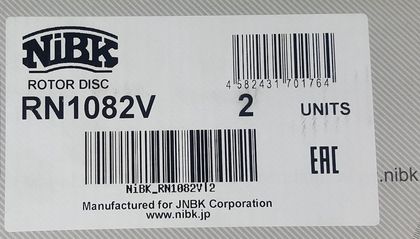 NiBK
ROTOR DISC
RN1082V 2 UNITS
4 582431 701764
EAC
NiBK_RN1082V|2
Manufactured for JNBK Corporation
www.nibk.jp
.nibk